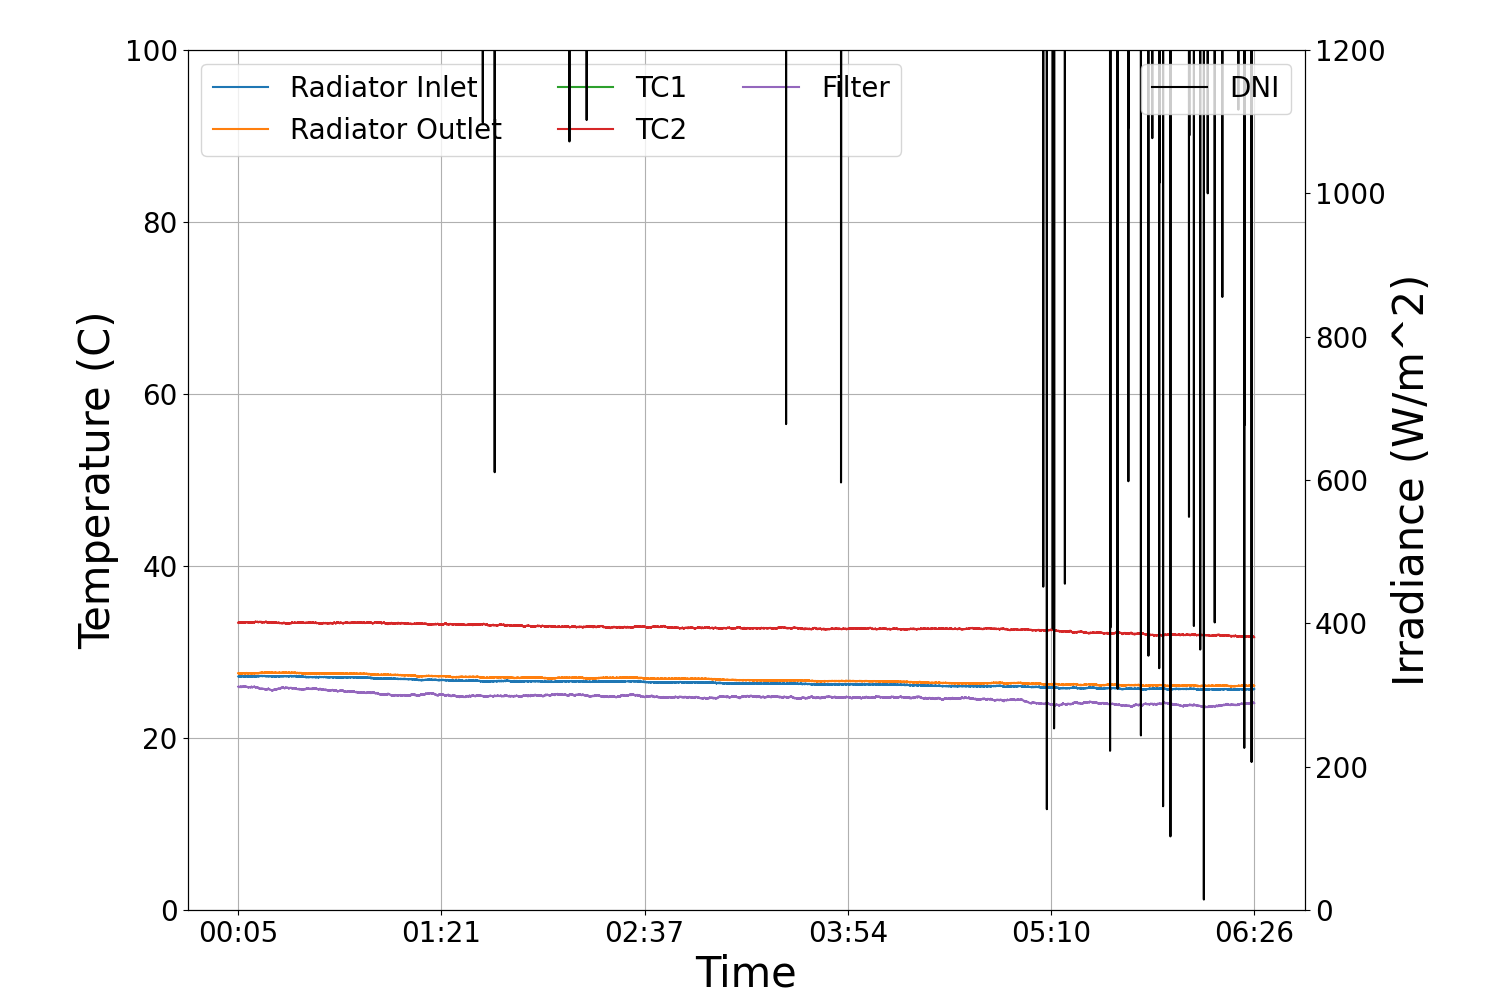 100
80
60
40
20
0
Temperature (C)
Radiator Inlet
Radiator Outlet
TC1
TC2
Filter
DNI
1200
1000
800
600
400
200
0
Irradiance (W/m^2)
00:05 01:21 02:37 03:54 05:10 06:26
Time